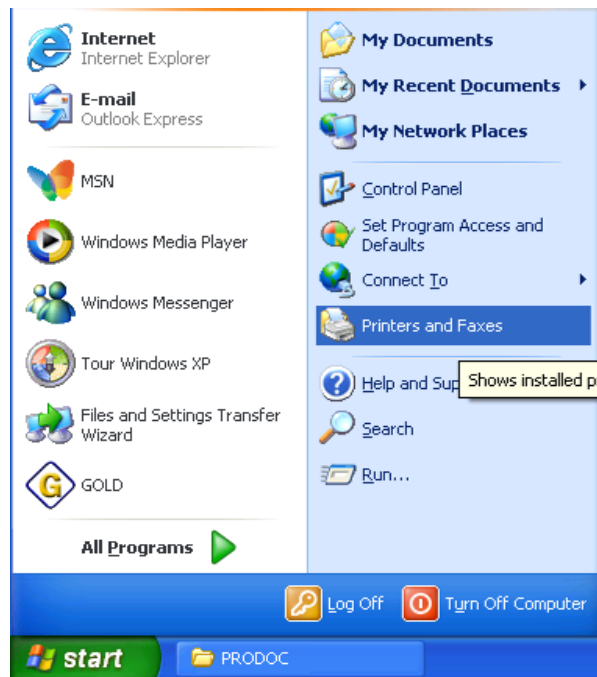 Internet
Internet Explorer
E-mail
Outlook Express
MSN
Windows Media Player
Windows Messenger
Tour Windows XP
Files and Settings Transfer
Wizard
G
GOLD
All Programs
My Documents
My Recent Documents
My Network Places
Control Panel
Set Program Access and
Defaults
Connect To
Printers and Faxes
Shows installed p
Help and Sup
Search
Run...
Log Off
Turn Off Computer
start
PRODOC